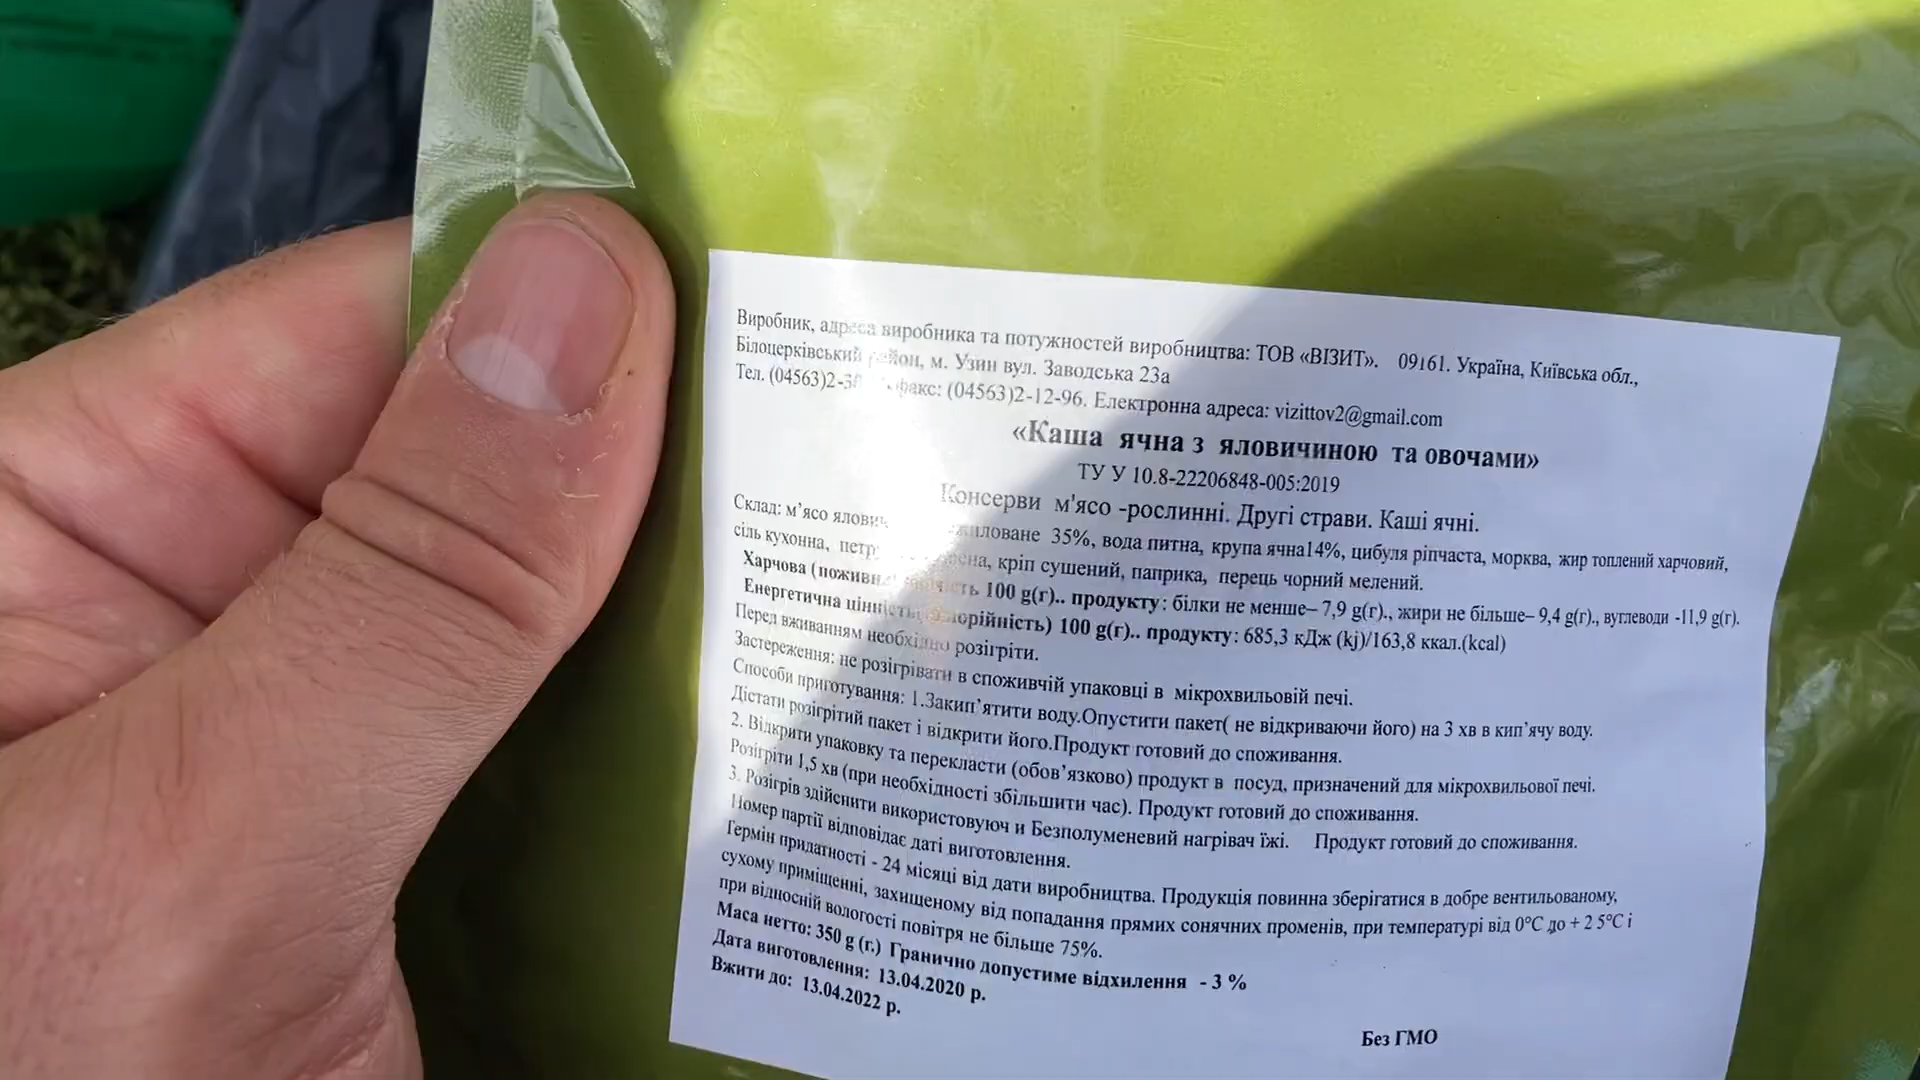 Виробник, адреса виробника та потужностей виробництва: ТОВ «ВІЗИТ». 09161. Україна, Київська обл.,
Білоцерківський район, м. Узин вул. Заводська 23а
Тел. (04563)2-3 факс: (04563)2-12-96. Електронна адреса: vizittov2@gmail.com
«Каша ячна з яловичиною та овочами»
ТУ У 10.8-22206848-005:2019
Консерви м'ясо -рослинні. Другі страви. Каші ячні.
Склад: м’ясо 35%, вода питна, крупа ячна14%, цибуля ріпчаста, морква, жир топлений харчовий,
сіль кухонна, кріп сушений, паприка, перець чорний мелений.
Харчова (поживна 100 g(г).. продукту: білки не менше– 7,9 g(г)., жири не більше– 9,4 g(г)., вуглеводи -11,9 g(г).
Енергетична цінність( калорійність) 100 g(г).. продукту: 685,3 кДж (kj)/163,8 ккал.(kcal)
Перед вживанням необхідно розігріти.
Застереження: не розігрівати в споживчій упаковці в мікрохвильовій печі.
Способи приготування: 1.Закип’ятити воду.Опустити пакет( не відкриваючи його) на 3 хв в кип’ячу воду.
Дістати розігрітий пакет і відкрити його.Продукт готовий до споживання.
2. Відкрити упаковку та перекласти (обов’язково) продукт в посуд, призначений для мікрохвильової печі.
Розігріти 1,5 хв (при необхідності збільшити час). Продукт готовий до споживання.
3. Розігрів здійснити використовуюч и Безполуменевий нагрівач їжі. Продукт готовий до споживання.
Номер партії відповідає даті виготовлення.
Термін придатності - 24 місяці від дати виробництва. Продукція повинна зберігатися в добре вентильованому,
сухому приміщенні, захищеному від попадання прямих сонячних променів, при температурі від 0°С до + 2 5°С і
при відносній вологості повітря не більше 75%.
Маса нетто: 350 g (г.) Гранично допустиме відхилення - 3 %
Дата виготовлення: 13.04.2020 р.
Вжити до: 13.04.2022 р.
Без ГМО